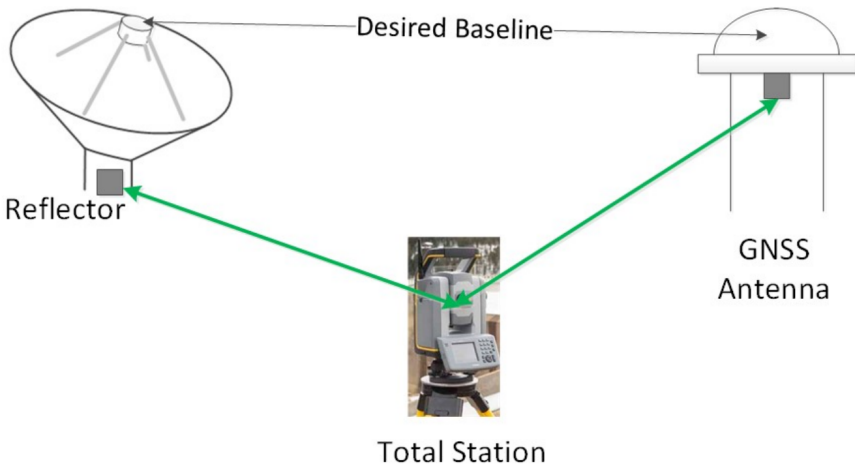 Desired Baseline
Reflector
GNSS
Antenna
Total Station